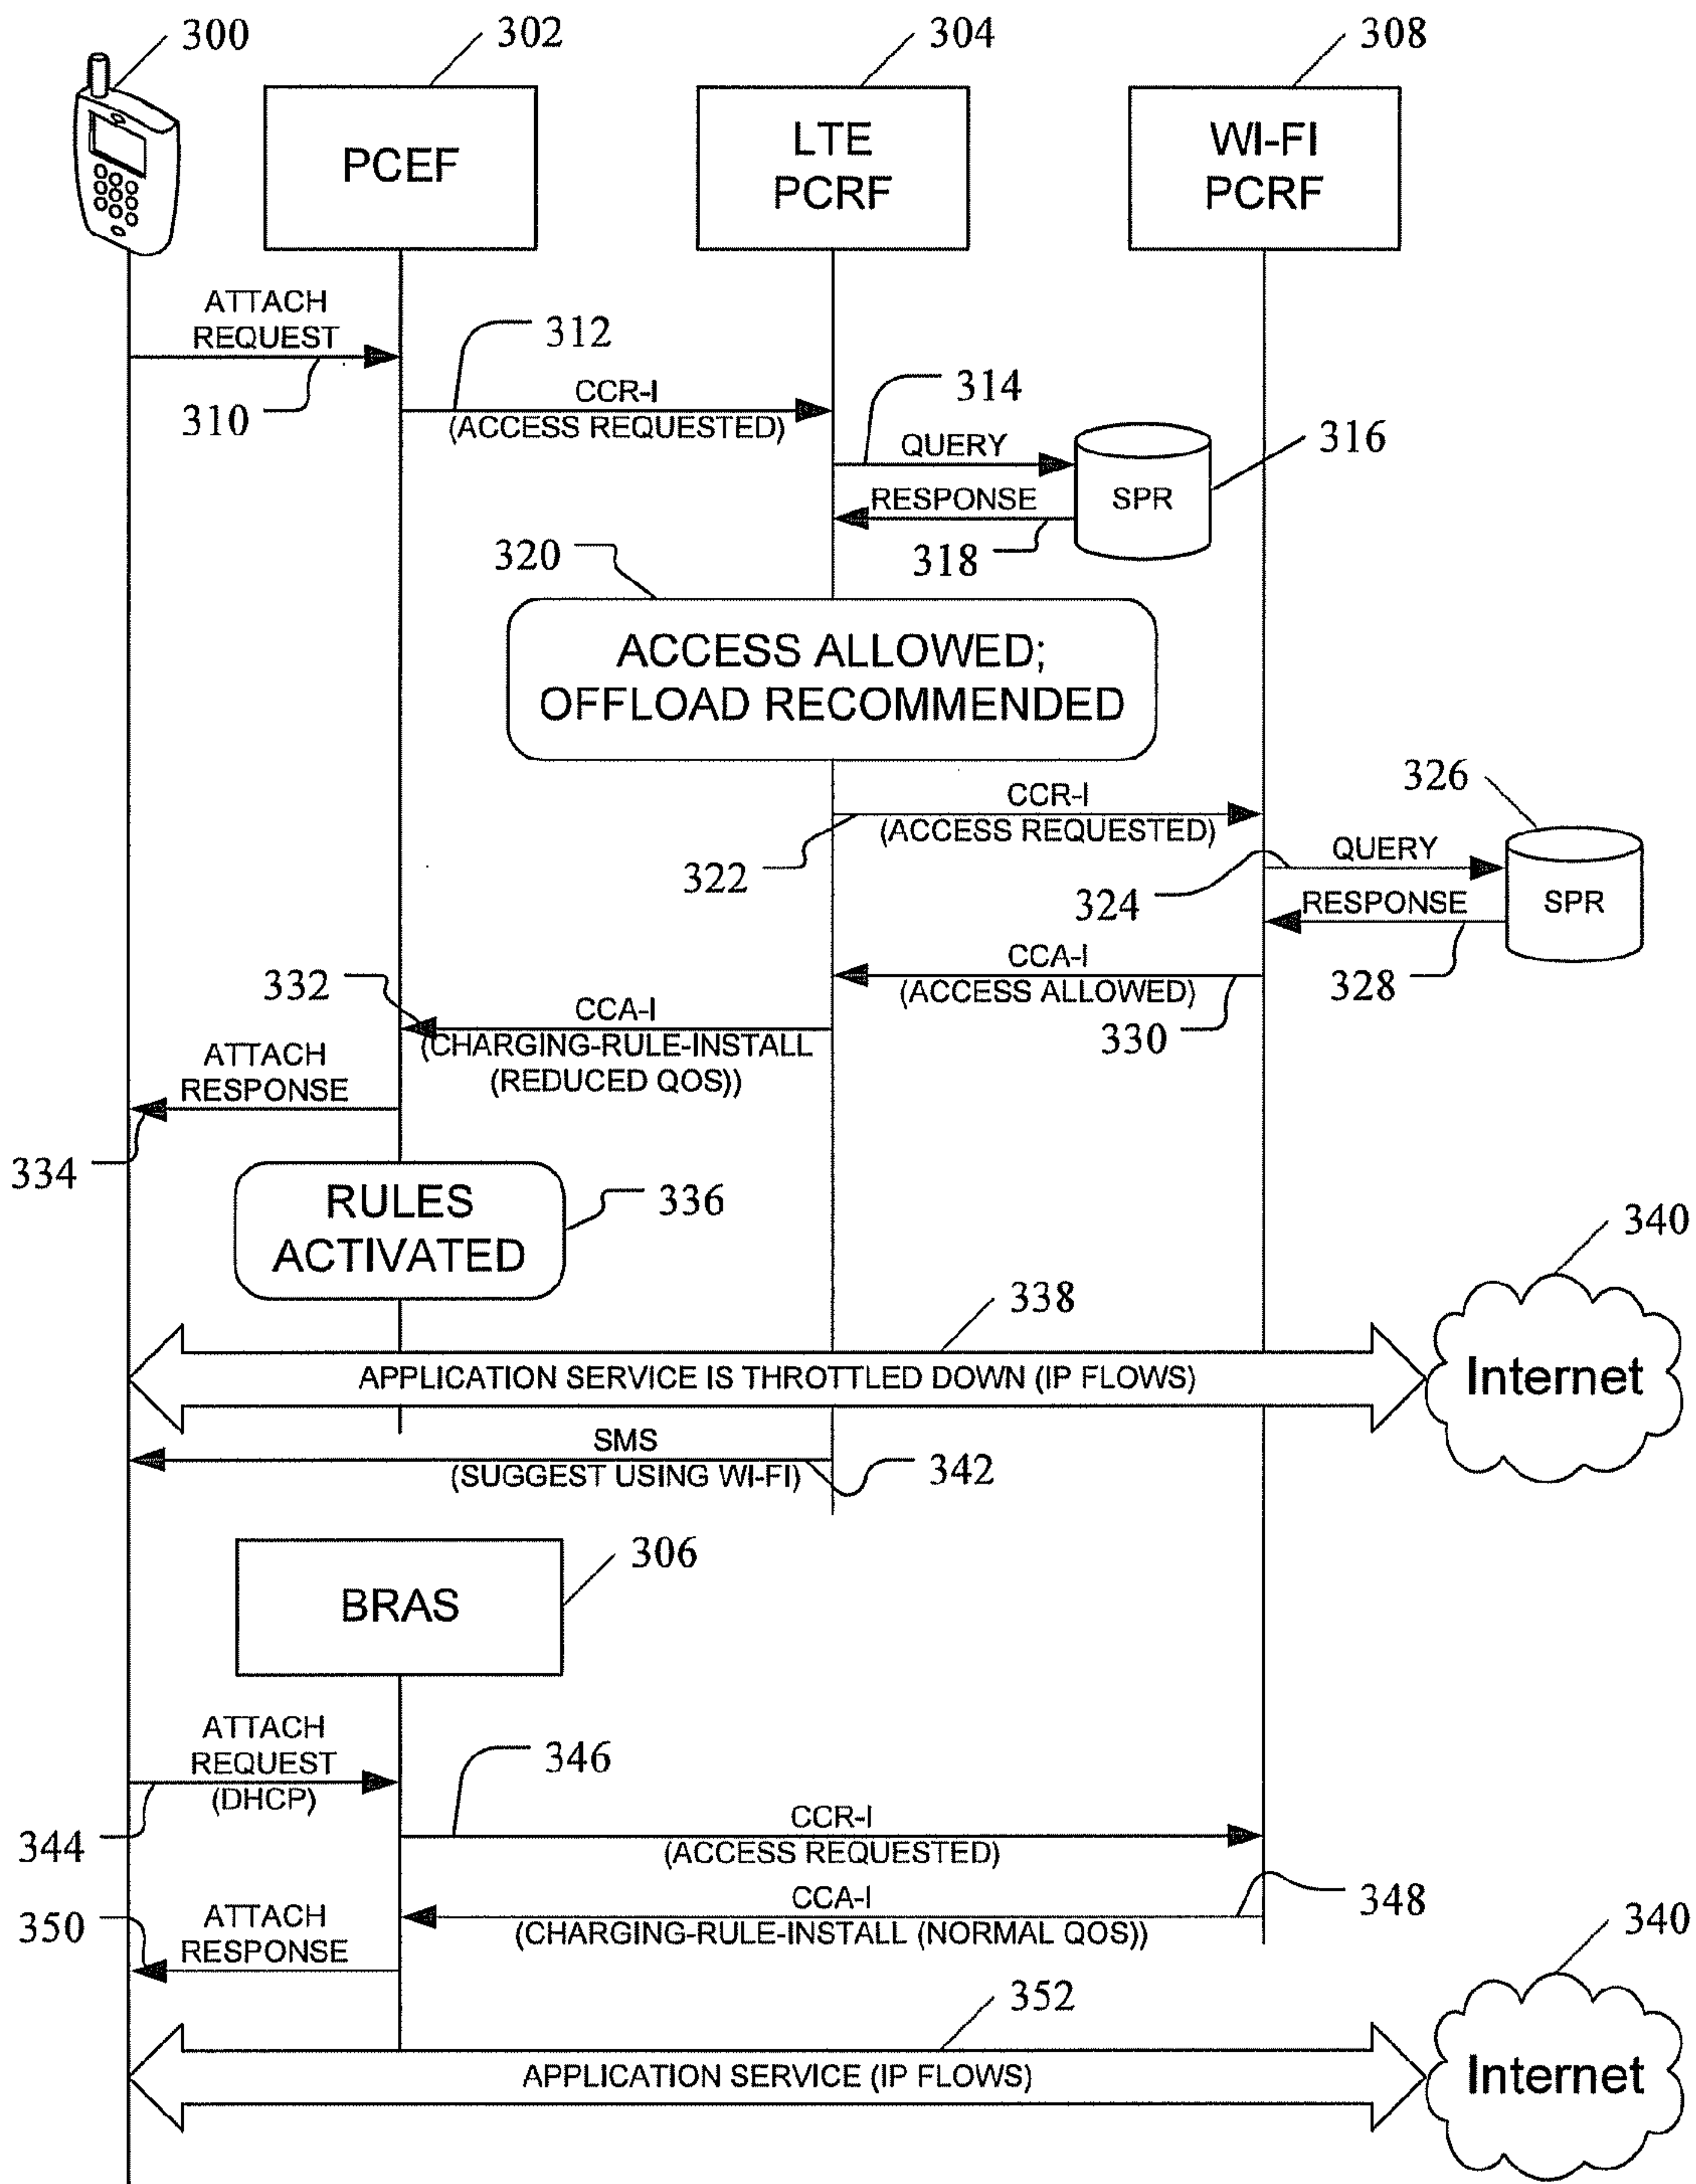 300
302
304
308
PCEF
LTE
PCRF
WI-FI
PCRF
ATTACH
REQUEST
310
312
CCR-I
(ACCESS REQUESTED)
314
QUERY
RESPONSE
318
SPR
316
320
ACCESS ALLOWED;
OFFLOAD RECOMMENDED
CCR-I
(ACCESS REQUESTED)
322
326
QUERY
324
RESPONSE
SPR
328
CCA-I
(ACCESS ALLOWED)
330
332
CCA-I
(CHARGING-RULE-INSTALL
(REDUCED QOS))
ATTACH
RESPONSE
334
RULES
ACTIVATED
336
338
340
APPLICATION SERVICE IS THROTTLED DOWN (IP FLOWS)
Internet
SMS
(SUGGEST USING WI-FI)
342
306
BRAS
ATTACH
REQUEST
(DHCP)
344
346
CCR-I
(ACCESS REQUESTED)
CCA-I
(CHARGING-RULE-INSTALL (NORMAL QOS))
348
350
ATTACH
RESPONSE
352
340
APPLICATION SERVICE (IP FLOWS)
Internet